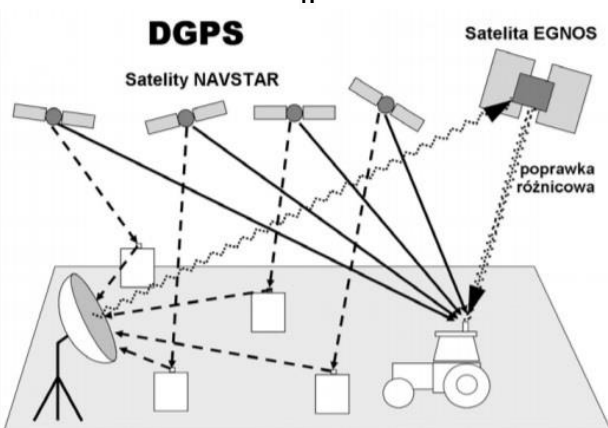 DGPS
Satelita EGNOS
Satelity NAVSTAR
poprawka
różnicowa